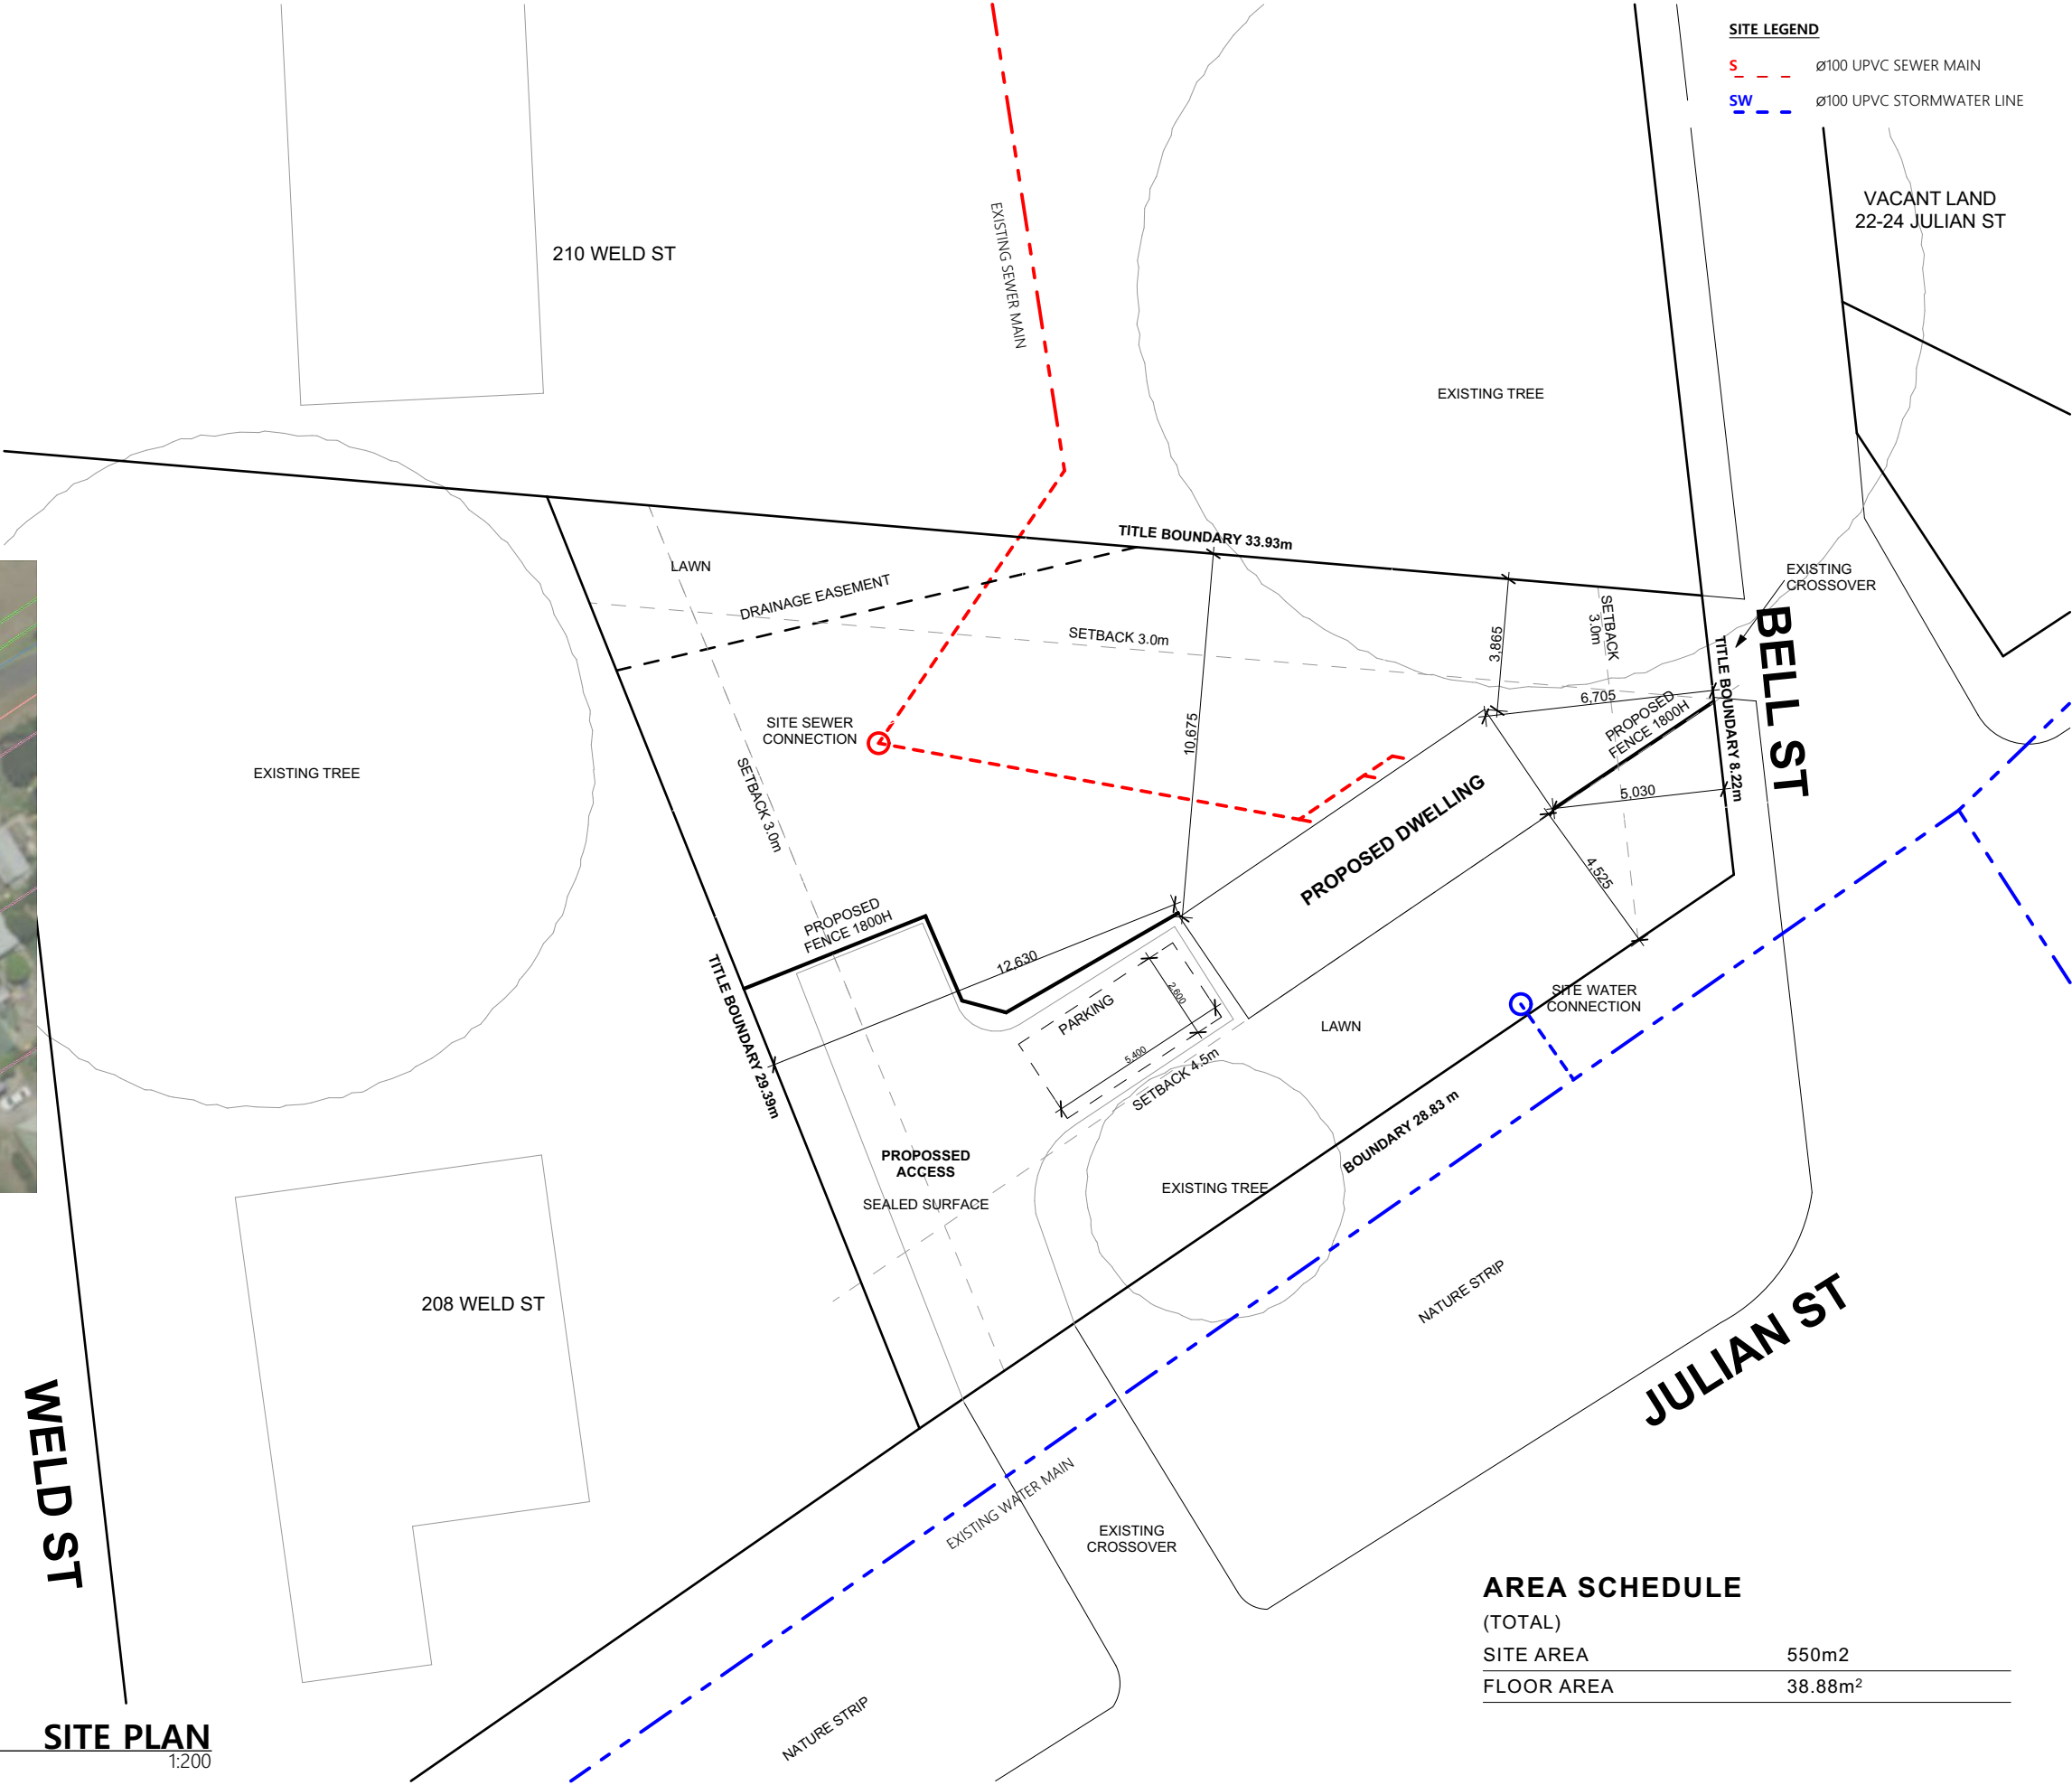 SITE LEGEND
S
ø100 UPVC SEWER MAIN
SW
ø100 UPVC STORMWATER LINE
VACANT LAND
22-24 JULIAN ST
210 WELD ST
EXISTING SEWER MAIN
EXISTING TREE
TITLE BOUNDARY 33.93m
LAWN
DRAINAGE EASEMENT
SETBACK 3.0m
3,865
SETBACK
3.0m
EXISTING
CROSSOVER
BELL ST
TITLE BOUNDARY 8.22m
6,705
PROPOSED
FENCE 1800H
5,030
10,675
SITE SEWER
CONNECTION
EXISTING TREE
SETBACK 3.0m
PROPOSED DWELLING
4,525
PROPOSED
FENCE 1800H
12,630
TITLE BOUNDARY 29.39m
PARKING
2,600
5,400
SETBACK 4.5m
SITE WATER
CONNECTION
LAWN
BOUNDARY 28.83 m
PROPOSSED
ACCESS
SEALED SURFACE
EXISTING TREE
NATURE STRIP
208 WELD ST
JULIAN ST
WELD ST
EXISTING WATER MAIN
EXISTING
CROSSOVER
NATURE STRIP
AREA SCHEDULE
(TOTAL)
SITE AREA 550m2
FLOOR AREA 38.88m²
SITE PLAN
1:200